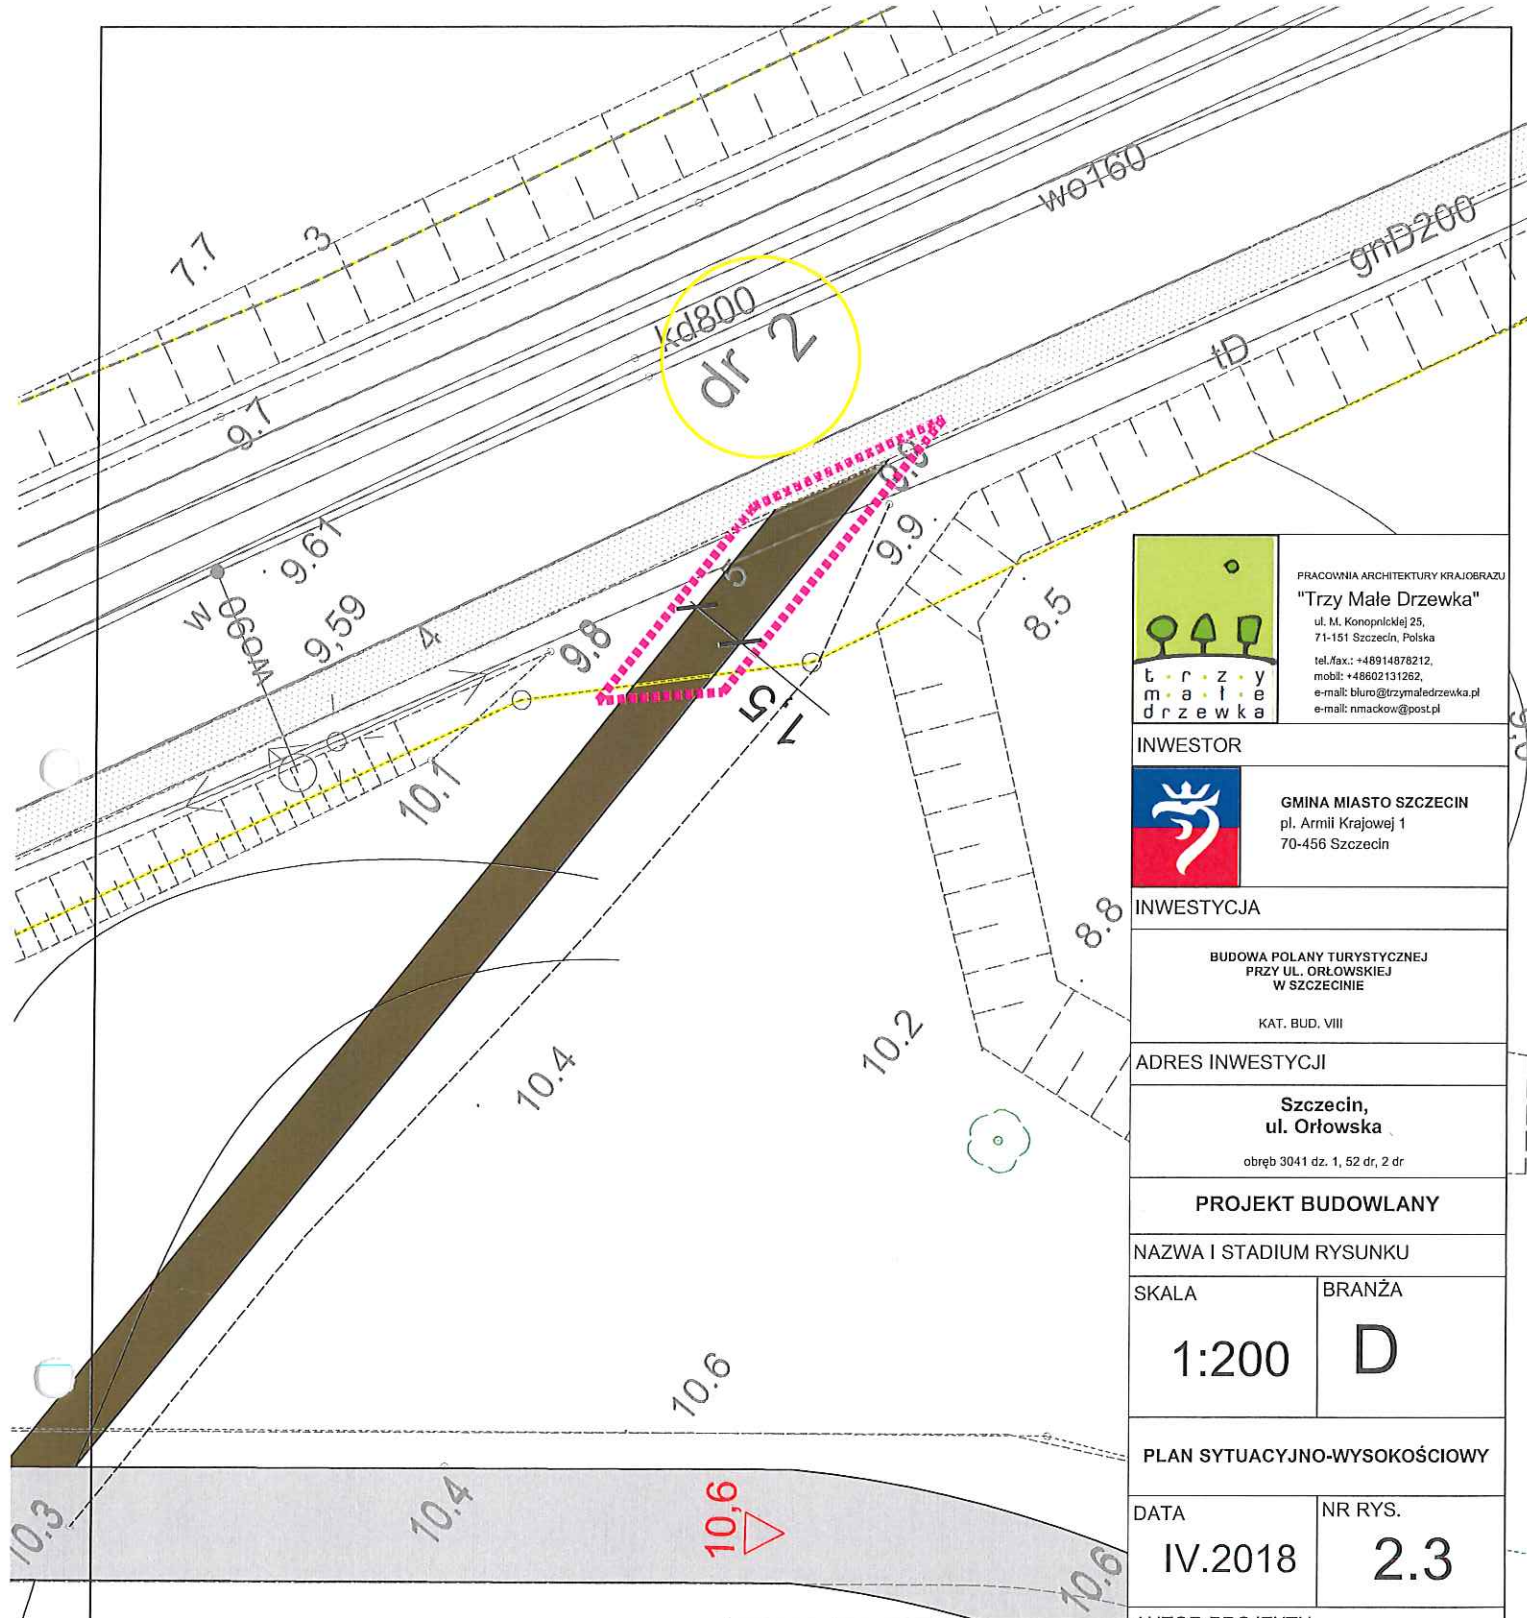 7.7
3
wo160
gnD200
kd800
dr 2
tD
9.7
9.61
9,59
w
wo90
4
9.8
5
9.9
8.5
1.5
10.1
8.8
10.2
10.4
10.6
10.3
10.4
10,6
10.6
PRACOWNIA ARCHITEKTURY KRAJOBRAZU
"Trzy Małe Drzewka"
ul. M. Konopnickiej 25,
71-151 Szczecin, Polska
tel./fax.: +48914878212,
mobil: +48602131262,
e-mail: biuro@trzymaledrzewka.pl
e-mail: nmackow@post.pl
t·r·z·y
m·a·ł·e
drzewka
INWESTOR
GMINA MIASTO SZCZECIN
pl. Armii Krajowej 1
70-456 Szczecin
INWESTYCJA
BUDOWA POLANY TURYSTYCZNEJ
PRZY UL. ORŁOWSKIEJ
W SZCZECINIE
KAT. BUD. VIII
ADRES INWESTYCJI
Szczecin,
ul. Orłowska
obręb 3041 dz. 1, 52 dr, 2 dr
PROJEKT BUDOWLANY
NAZWA I STADIUM RYSUNKU
SKALA
1:200
BRANŻA
D
PLAN SYTUACYJNO-WYSOKOŚCIOWY
DATA
IV.2018
NR RYS.
2.3